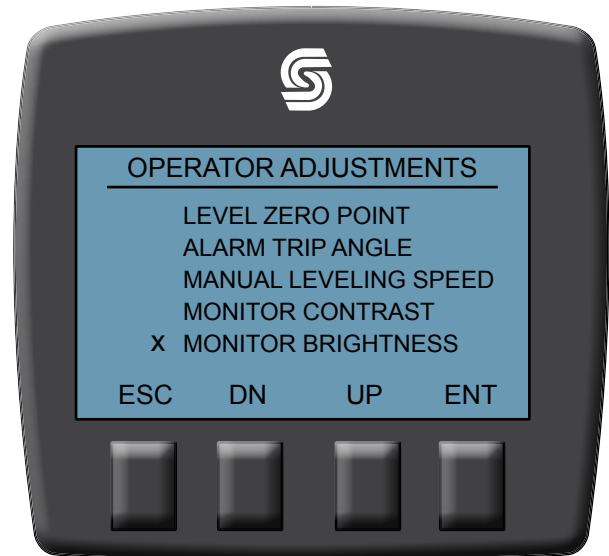 OPERATOR ADJUSTMENTS
LEVEL ZERO POINT
ALARM TRIP ANGLE
MANUAL LEVELING SPEED
MONITOR CONTRAST
x MONITOR BRIGHTNESS
ESC DN UP ENT